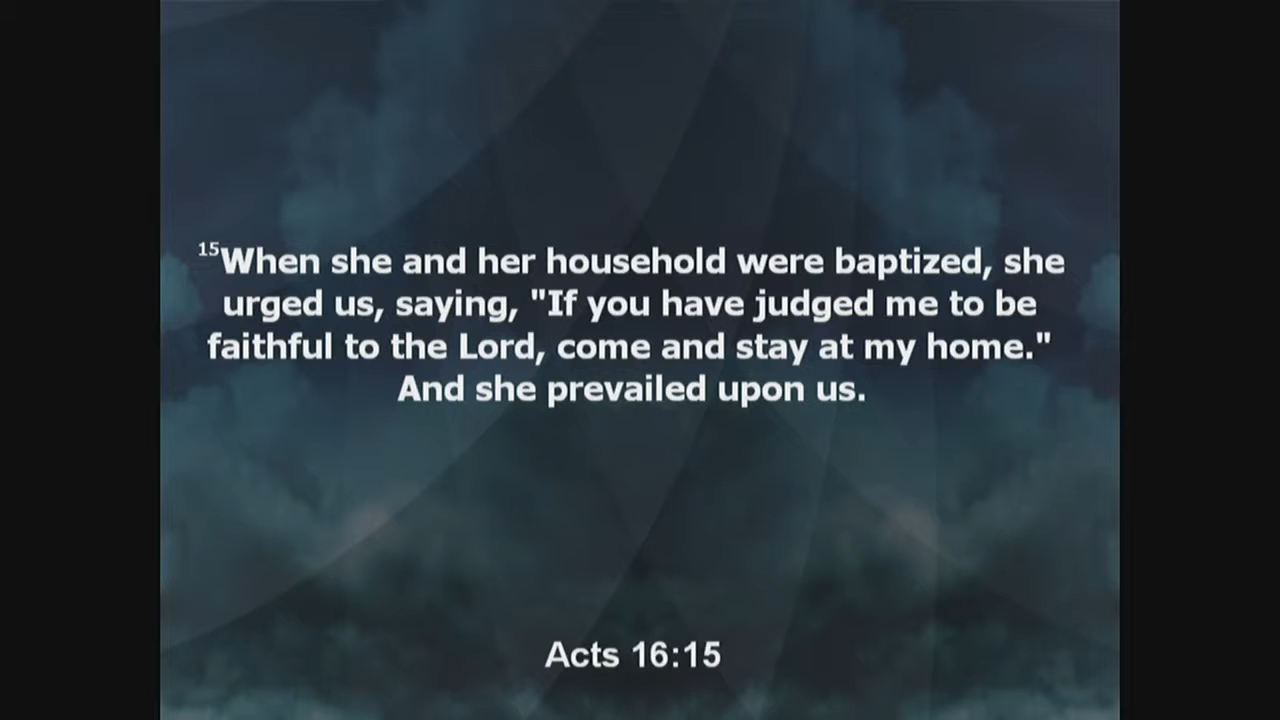 15When she and her household were baptized, she
urged us, saying, "If you have judged me to be
faithful to the Lord, come and stay at my home."
And she prevailed upon us.
Acts 16:15